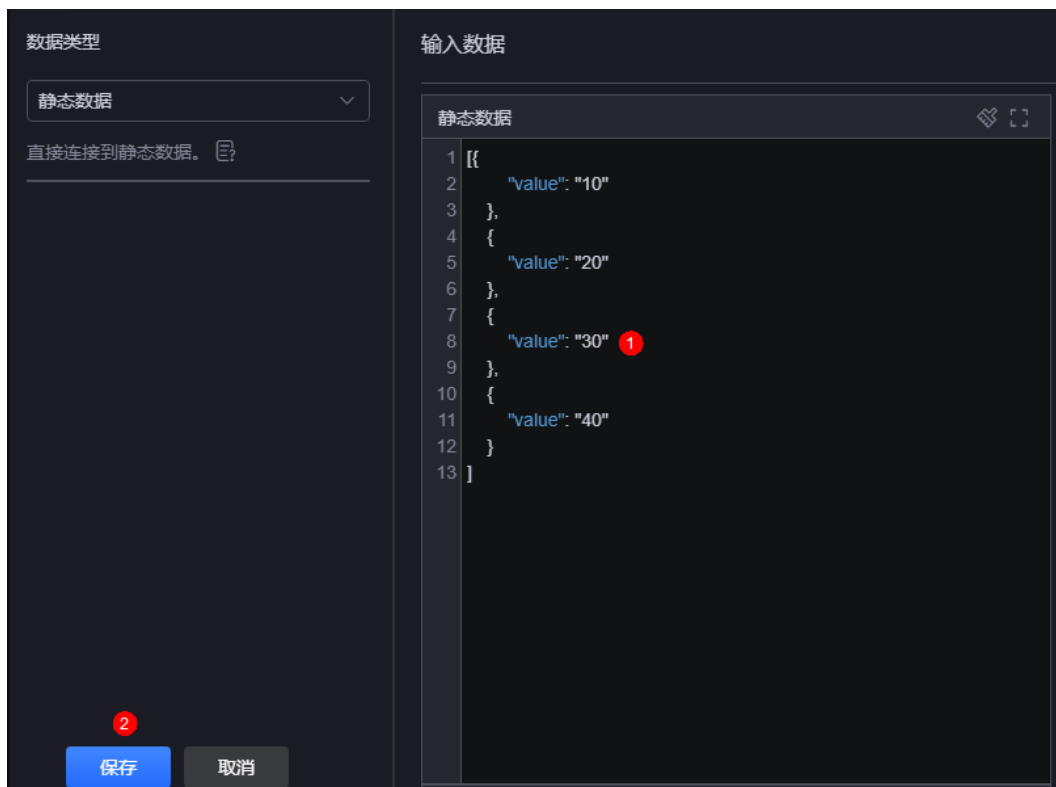 数据类型
静态数据
直接连接到静态数据。
2
保存 取消
输入数据
静态数据
1 [{
2 "value": "10"
3 },
4 {
5 "value": "20"
6 },
7 {
8 "value": "30" 1
9 },
10 {
11 "value": "40"
12 }
13 ]